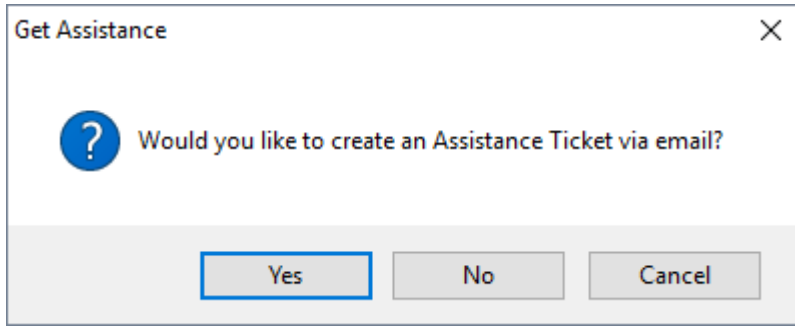 Get Assistance
?
Would you like to create an Assistance Ticket via email?
Yes No Cancel